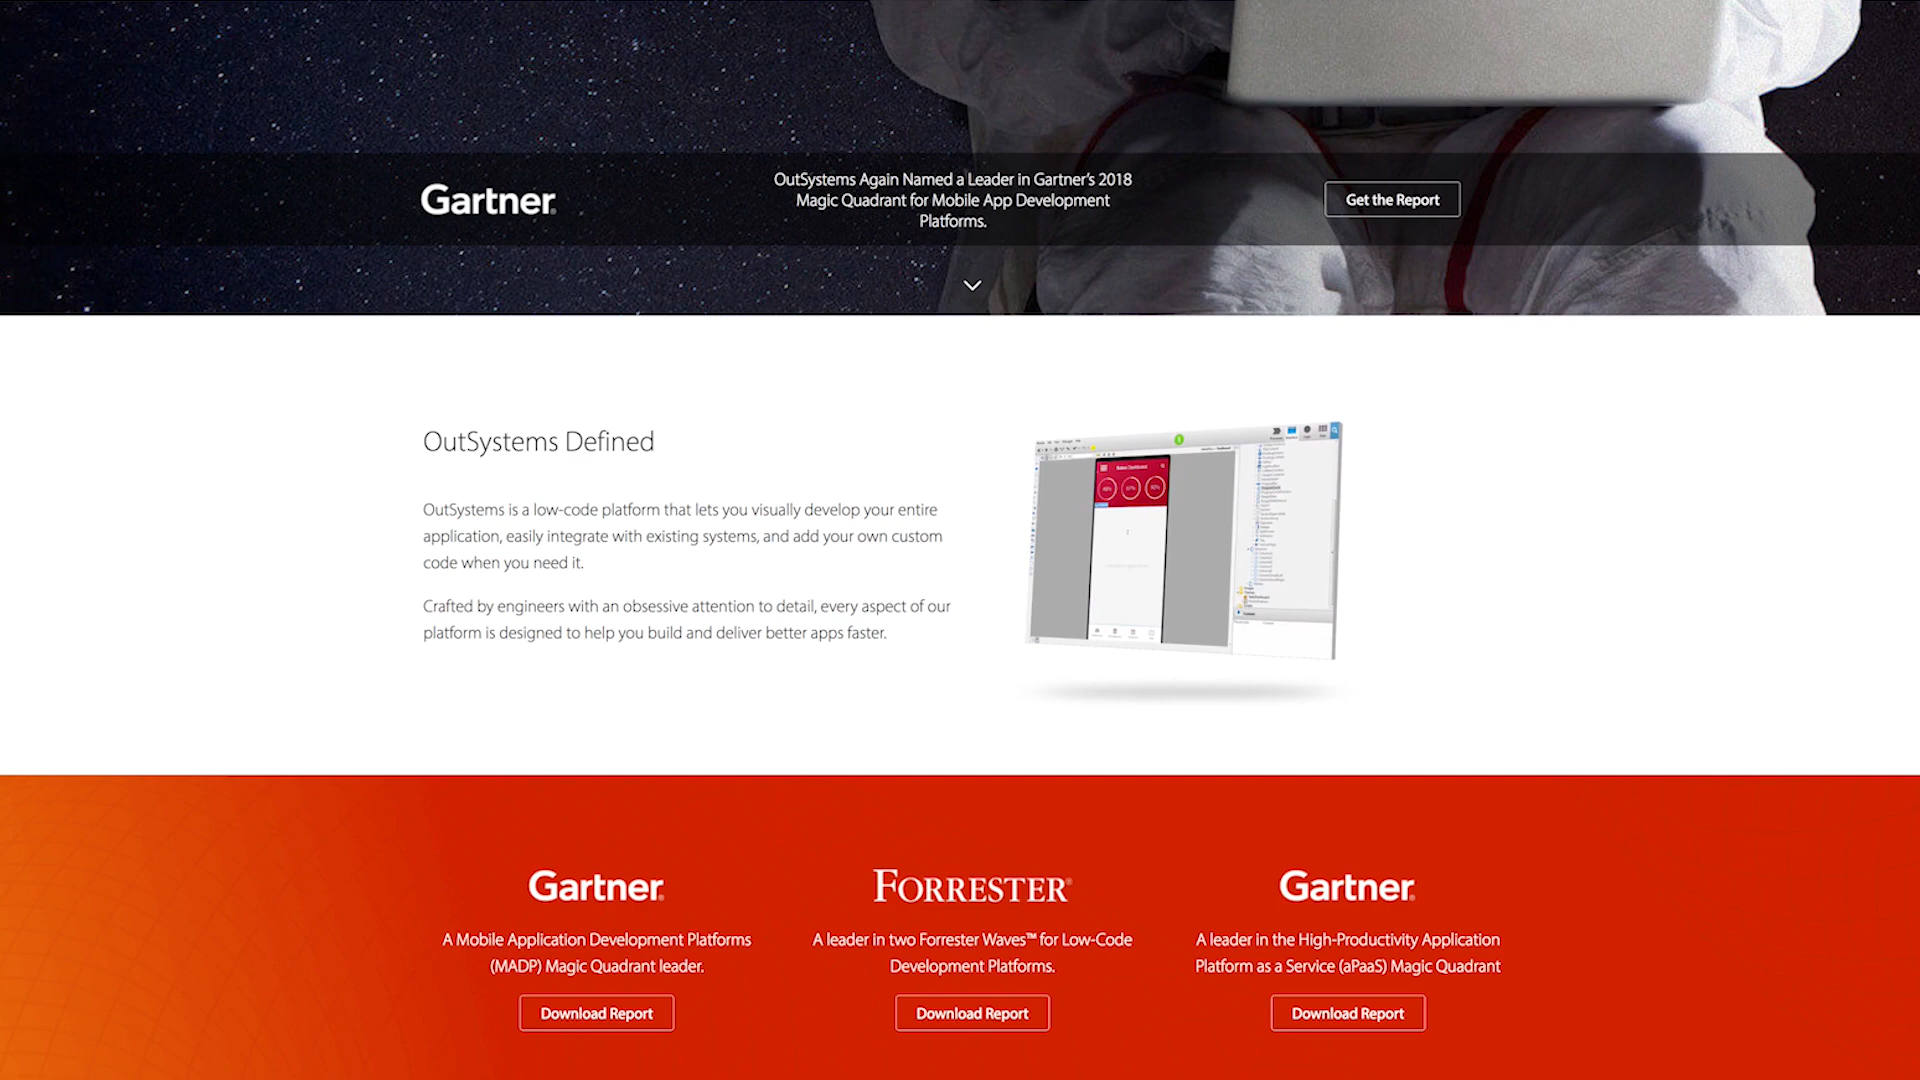 Gartner®
OutSystems Again Named a Leader in Gartner's 2018
Magic Quadrant for Mobile App Development
Platforms.
Get the Report
OutSystems Defined
OutSystems is a low-code platform that lets you visually develop your entire
application, easily integrate with existing systems, and add your own custom
code when you need it.
Crafted by engineers with an obsessive attention to detail, every aspect of our
platform is designed to help you build and deliver better apps faster.
Sales Dashboard
Gartner®
A Mobile Application Development Platforms
(MADP) Magic Quadrant leader.
Download Report
FORRESTER®
A leader in two Forrester Waves™ for Low-Code
Development Platforms.
Download Report
Gartner®
A leader in the High-Productivity Application
Platform as a Service (aPaaS) Magic Quadrant
Download Report